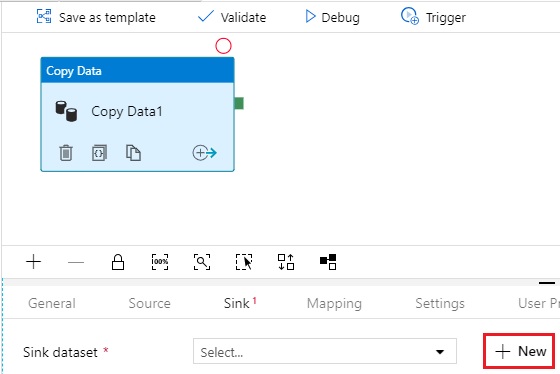 Save as template Validate Debug Trigger
Copy Data
Copy Data1
100%
General Source Sink 1 Mapping Settings User Pr
Sink dataset * Select... + New